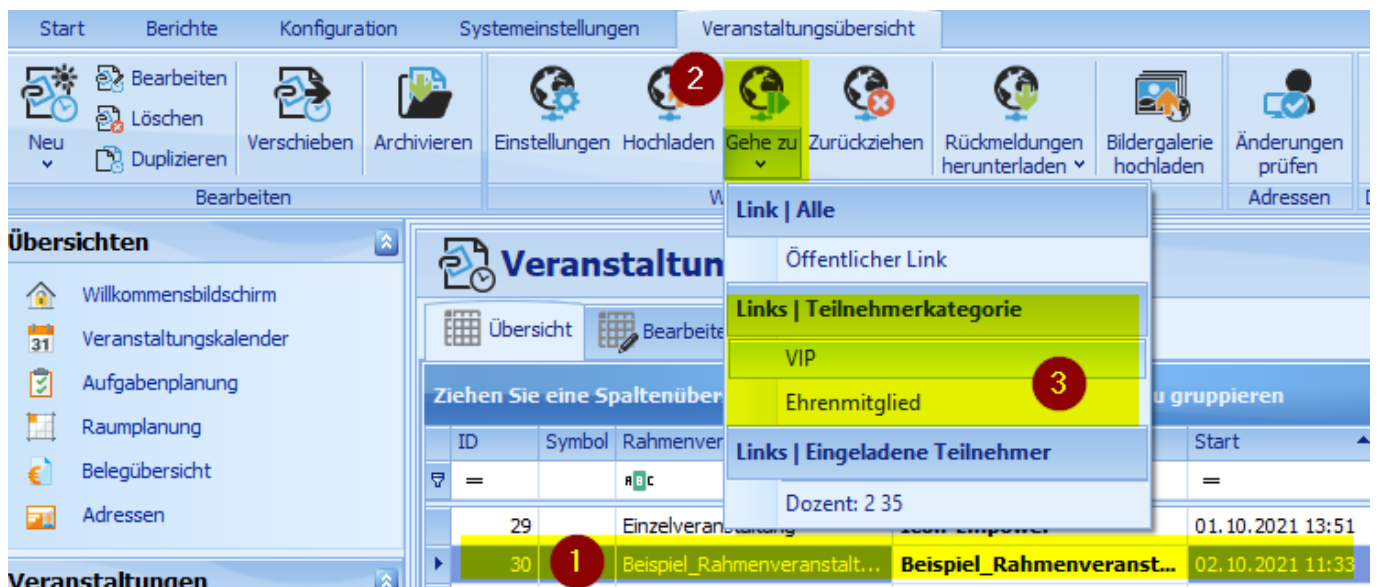 Start Berichte Konfiguration Systemeinstellungen Veranstaltungsübersicht
Neu
Bearbeiten
Löschen
Duplizieren
Verschieben
Archivieren
Einstellungen
2
Hochladen
Gehe zu
Zurückziehen
Rückmeldungen
herunterladen
Bildergalerie
hochladen
Änderungen
prüfen
Bearbeiten
Adressen
Link | Alle
Öffentlicher Link
Links | Teilnehmerkategorie
VIP
3
Ehrenmitglied
Links | Eingeladene Teilnehmer
Dozent: 2 35
Übersichten
Willkommensbildschirm
31
Veranstaltungskalender
Aufgabenplanung
Raumplanung
€
Belegübersicht
Adressen
Veranstaltungen
Veranstaltun
Übersicht Bearbeite
Ziehen Sie eine Spaltenüber u gruppieren
ID Symbol Rahmenver Start
= ABC =
29 Einzelveranstaltung 01.10.2021 13:51
30 1 Beispiel_Rahmenveranstalt... Beispiel_Rahmenveranst... 02.10.2021 11:33